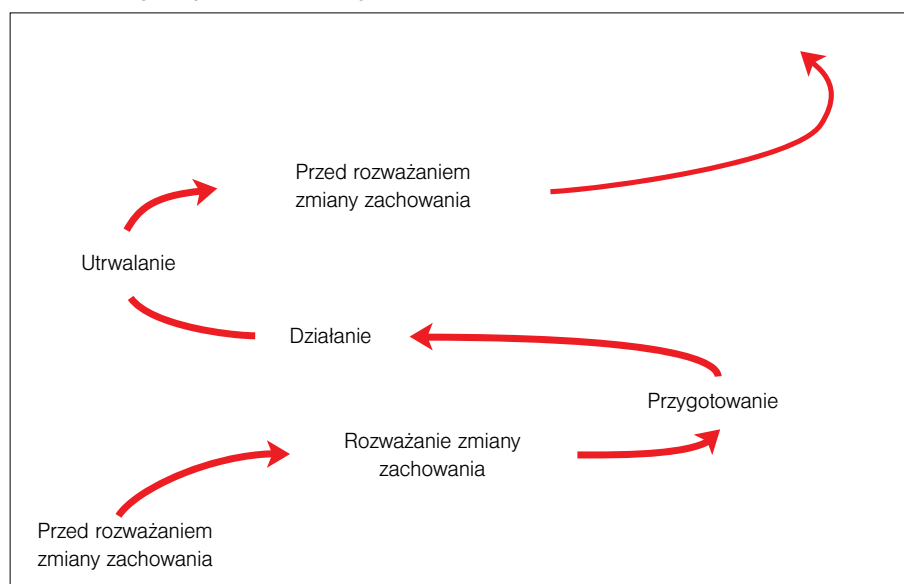 Przed rozważaniem
zmiany zachowania
Utrwalanie
Działanie
Przygotowanie
Rozważanie zmiany
zachowania
Przed rozważaniem
zmiany zachowania